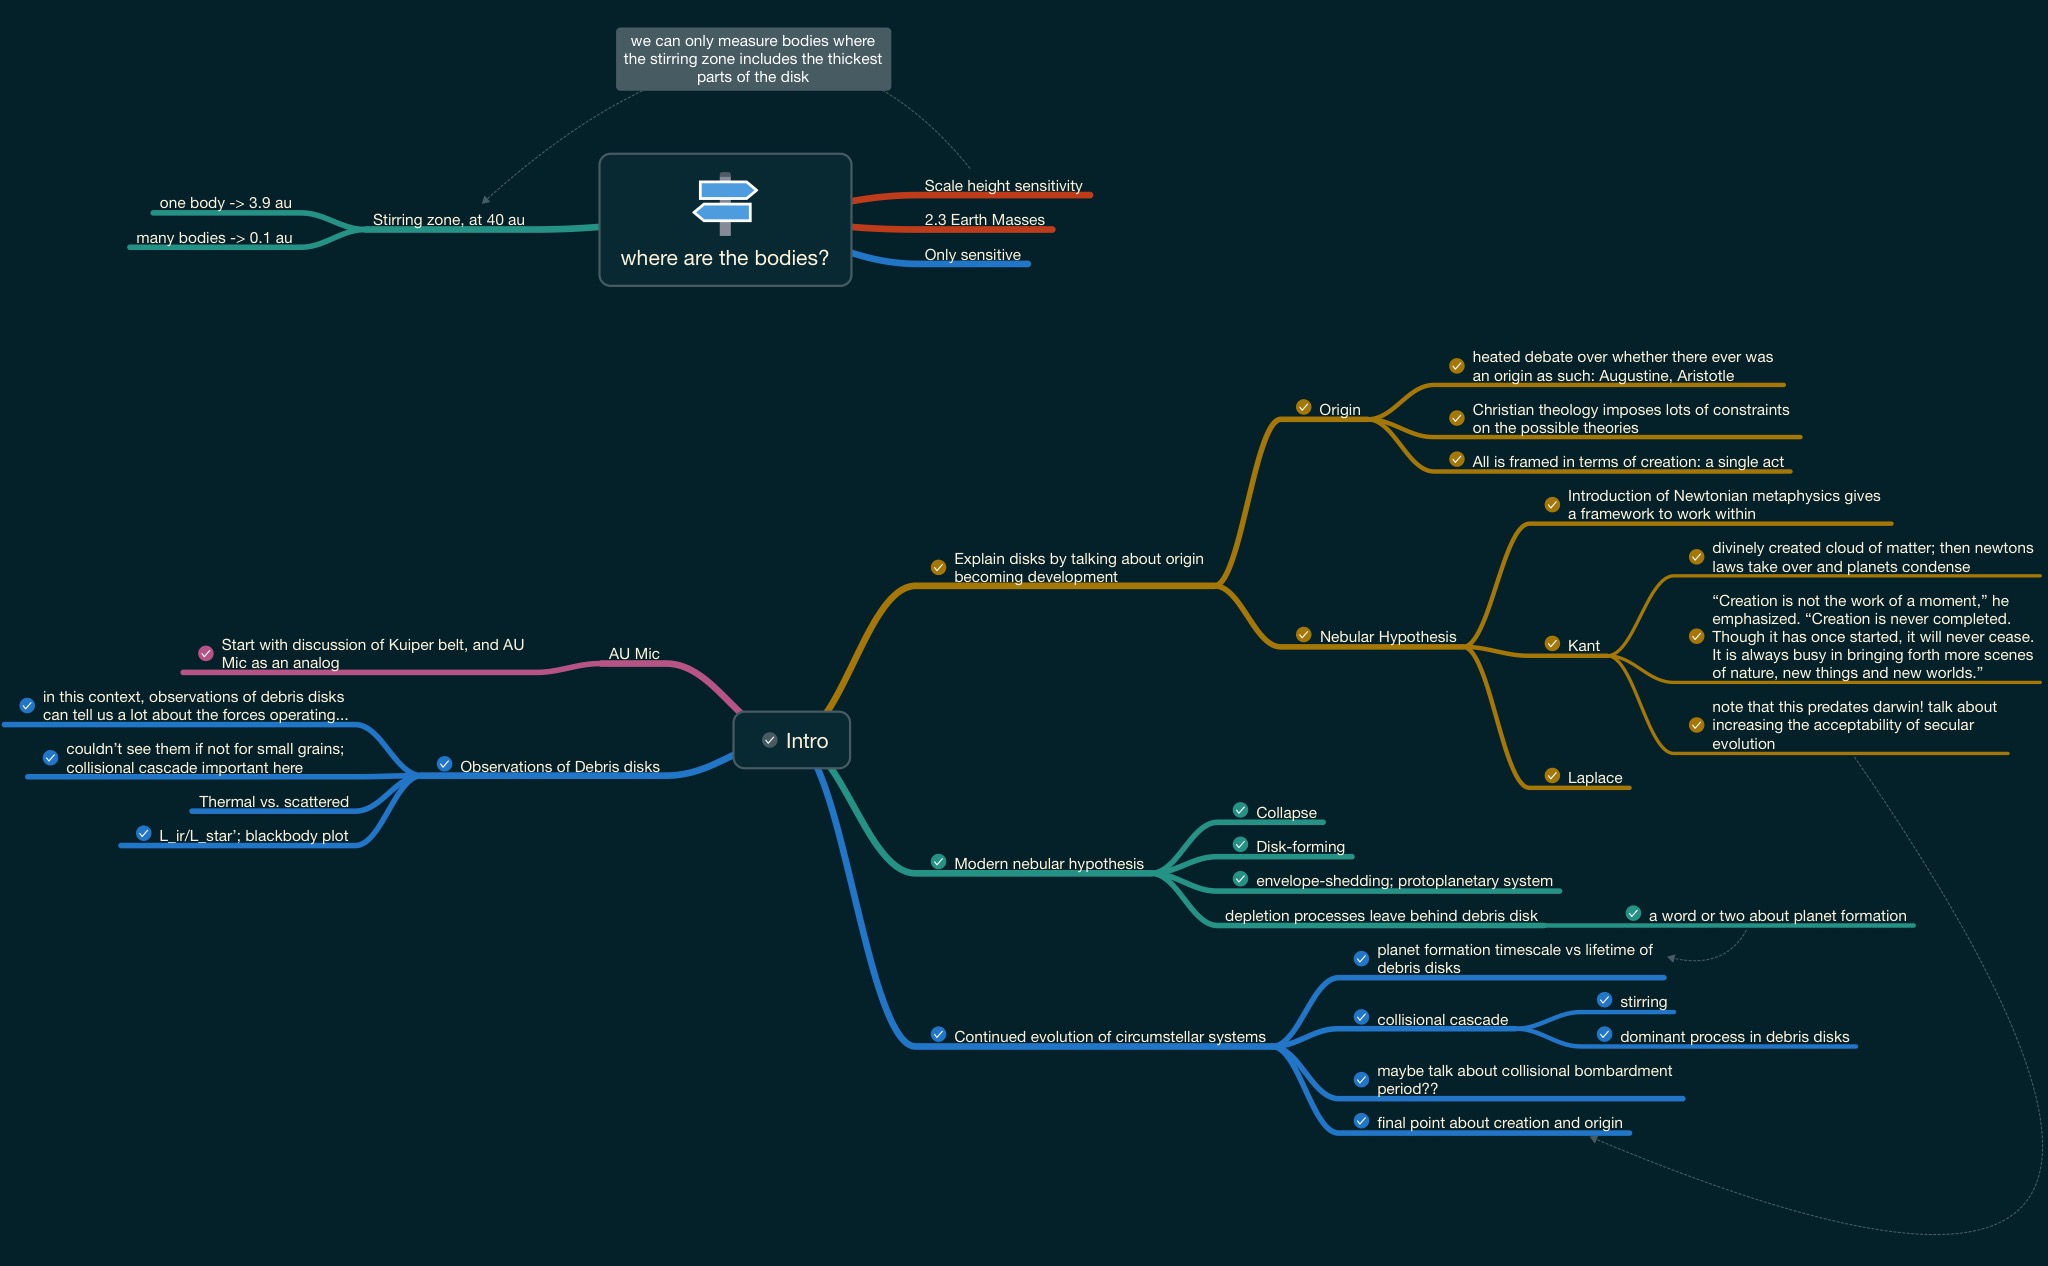 we can only measure bodies where
the stirring zone includes the thickest
parts of the disk
one body -> 3.9 au
many bodies -> 0.1 au
Stirring zone, at 40 au
where are the bodies?
Scale height sensitivity
2.3 Earth Masses
Only sensitive
Intro
Explain disks by talking about origin
becoming development
Origin
heated debate over whether there ever was
an origin as such: Augustine, Aristotle
Christian theology imposes lots of constraints
on the possible theories
All is framed in terms of creation: a single act
Nebular Hypothesis
Introduction of Newtonian metaphysics gives
a framework to work within
Kant
divinely created cloud of matter; then newtons
laws take over and planets condense
“Creation is not the work of a moment,” he
emphasized. “Creation is never completed.
Though it has once started, it will never cease.
It is always busy in bringing forth more scenes
of nature, new things and new worlds.”
note that this predates darwin! talk about
increasing the acceptability of secular
evolution
Laplace
Modern nebular hypothesis
Collapse
Disk-forming
envelope-shedding; protoplanetary system
depletion processes leave behind debris disk
a word or two about planet formation
Continued evolution of circumstellar systems
planet formation timescale vs lifetime of
debris disks
collisional cascade
stirring
dominant process in debris disks
maybe talk about collisional bombardment
period??
final point about creation and origin
AU Mic
Start with discussion of Kuiper belt, and AU
Mic as an analog
Observations of Debris disks
in this context, observations of debris disks
can tell us a lot about the forces operating...
couldn’t see them if not for small grains;
collisional cascade important here
Thermal vs. scattered
L_ir/L_star’; blackbody plot